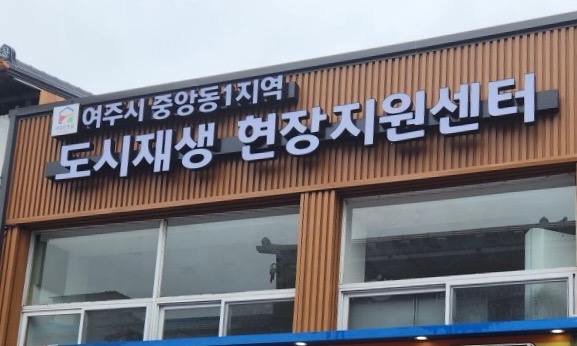 여주시 중앙동1지역
도시재생 현장지원센터